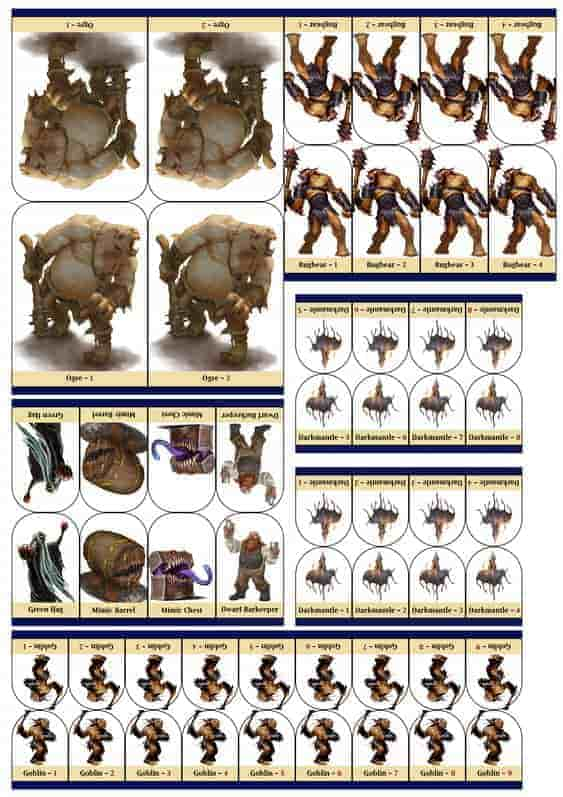 Ogre - 1
Ogre - 2
Bugbear - 1
Bugbear - 2
Bugbear - 3
Bugbear - 4
Bugbear - 1
Bugbear - 2
Bugbear - 3
Bugbear - 4
Darkmantle - 5
Darkmantle - 6
Darkmantle - 7
Darkmantle - 8
Ogre - 1
Ogre - 2
Green Hag
Mimic Barrel
Mimic Chest
Dwarf Barkeeper
Darkmantle - 5
Darkmantle - 6
Darkmantle - 7
Darkmantle - 8
Darkmantle - 1
Darkmantle - 2
Darkmantle - 3
Darkmantle - 4
Green Hag
Mimic Barrel
Mimic Chest
Dwarf Barkeeper
Darkmantle - 1
Darkmantle - 2
Darkmantle - 3
Darkmantle - 4
Goblin - 1
Goblin - 2
Goblin - 3
Goblin - 4
Goblin - 5
Goblin - 6
Goblin - 7
Goblin - 8
Goblin - 9
Goblin - 1
Goblin - 2
Goblin - 3
Goblin - 4
Goblin - 5
Goblin - 6
Goblin - 7
Goblin - 8
Goblin - 9